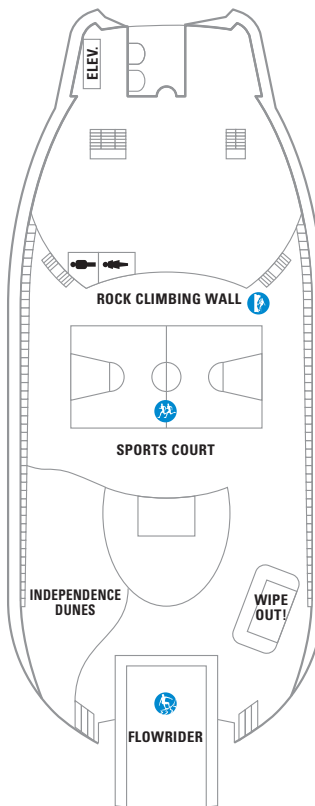 ELEV.
ROCK CLIMBING WALL
SPORTS COURT
INDEPENDENCE
DUNES
WIPE
OUT!
FLOWRIDER